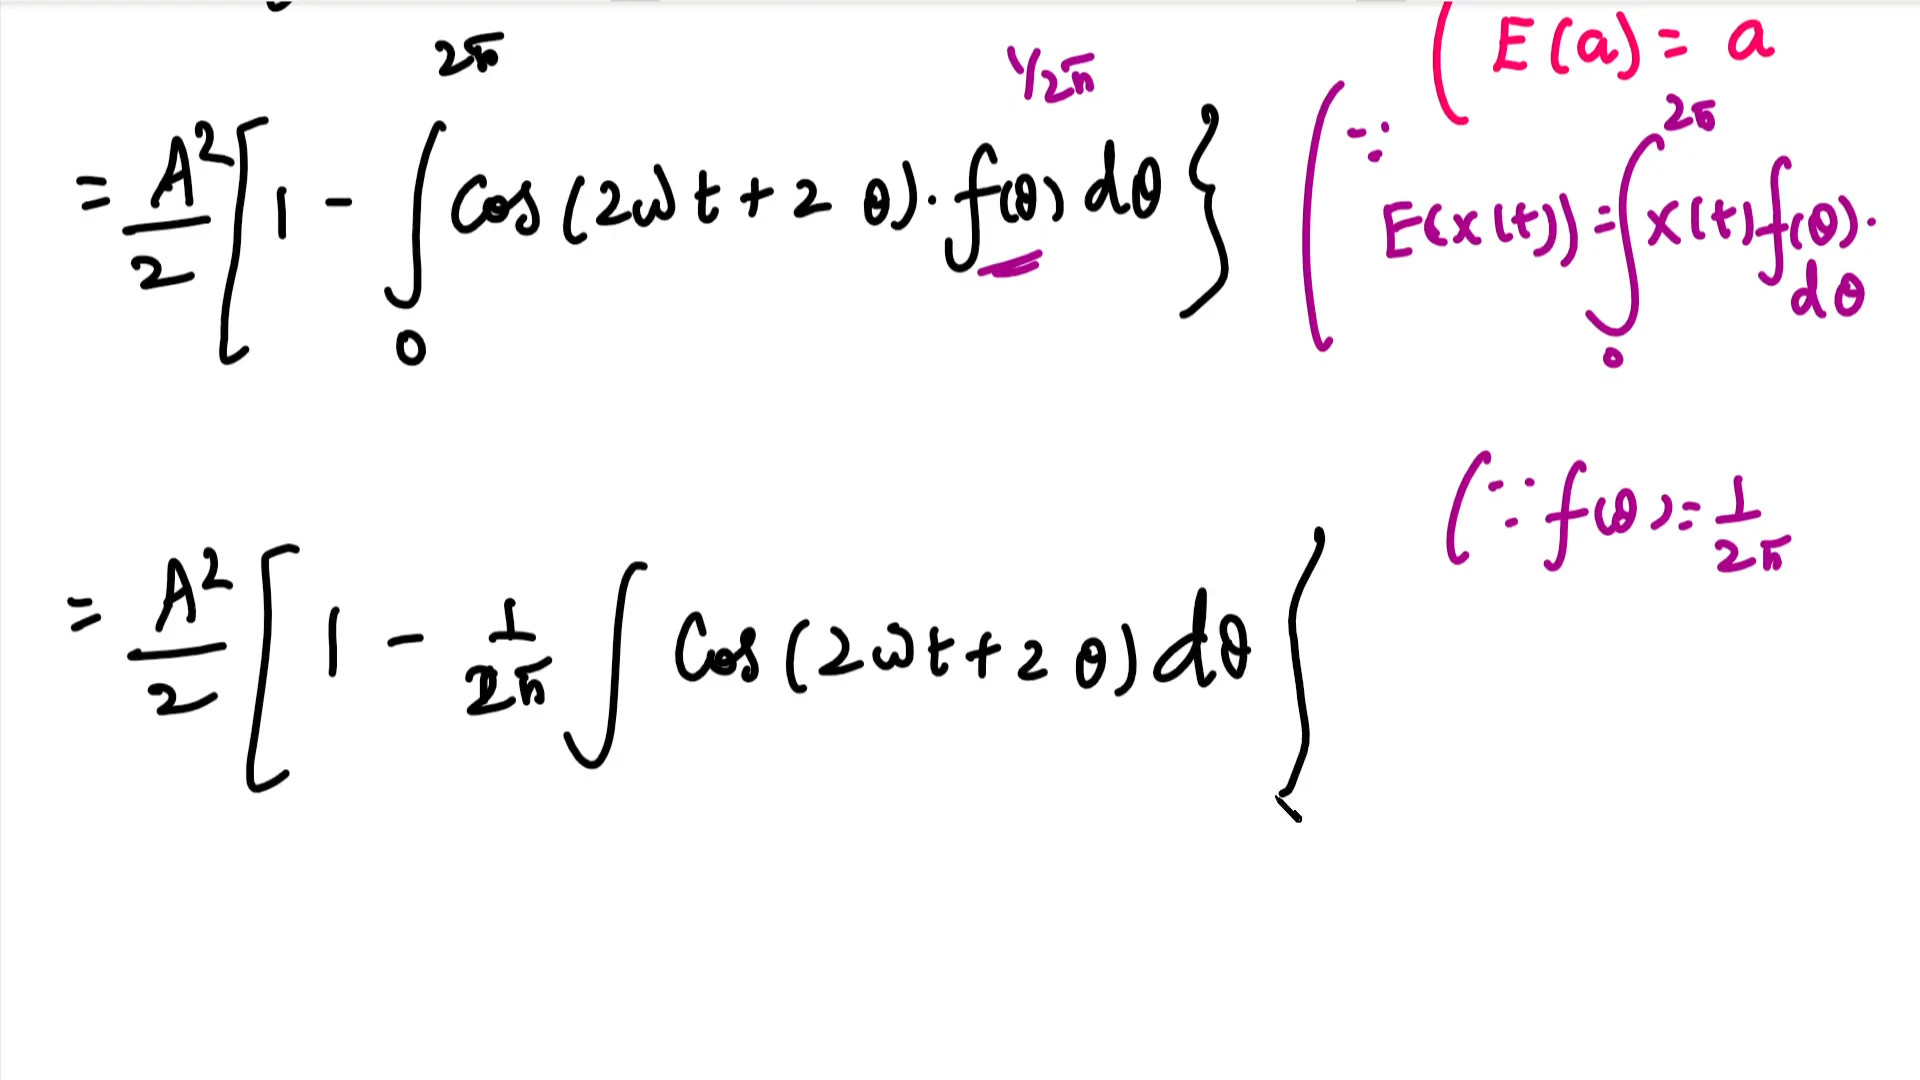 ( E(a) = a
= A²/2 [ 1 - ∫₀^2π Cos(2ωt + 2θ). f(θ) dθ } 1/2π
( ∵ E(x(t)) = ∫₀^2π x(t) f(θ). dθ
( ∵ f(θ) = 1/2π
= A²/2 [ 1 - 1/2π ∫ Cos(2ωt + 2θ) dθ }